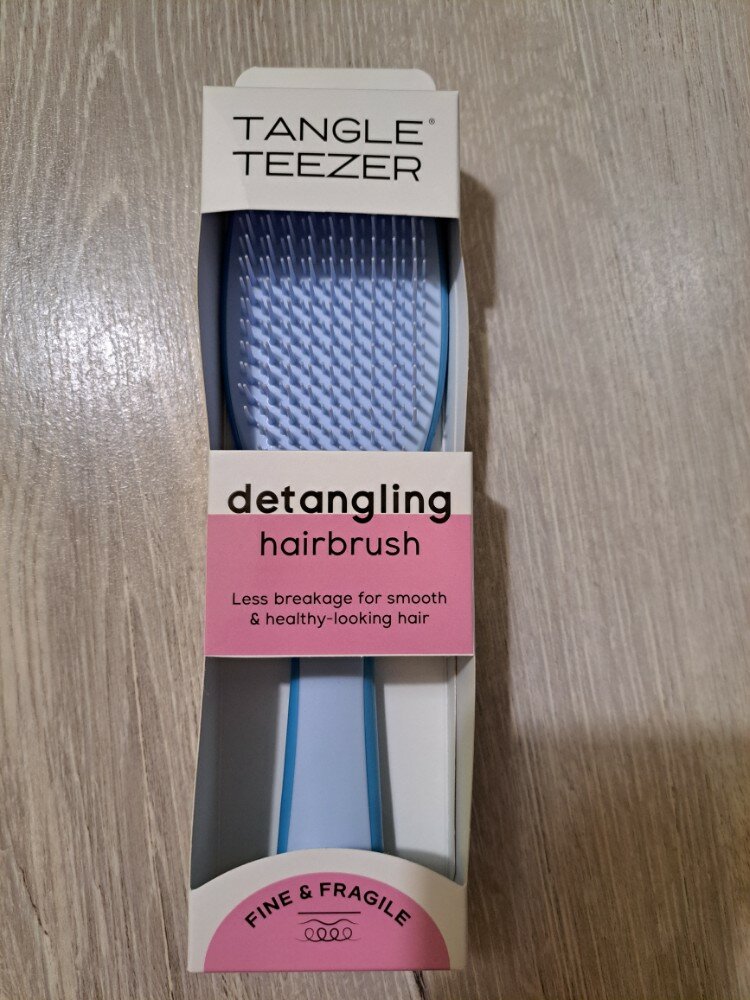 TANGLE®
TEEZER
detangling
hairbrush
Less breakage for smooth
& healthy-looking hair
FINE & FRAGILE